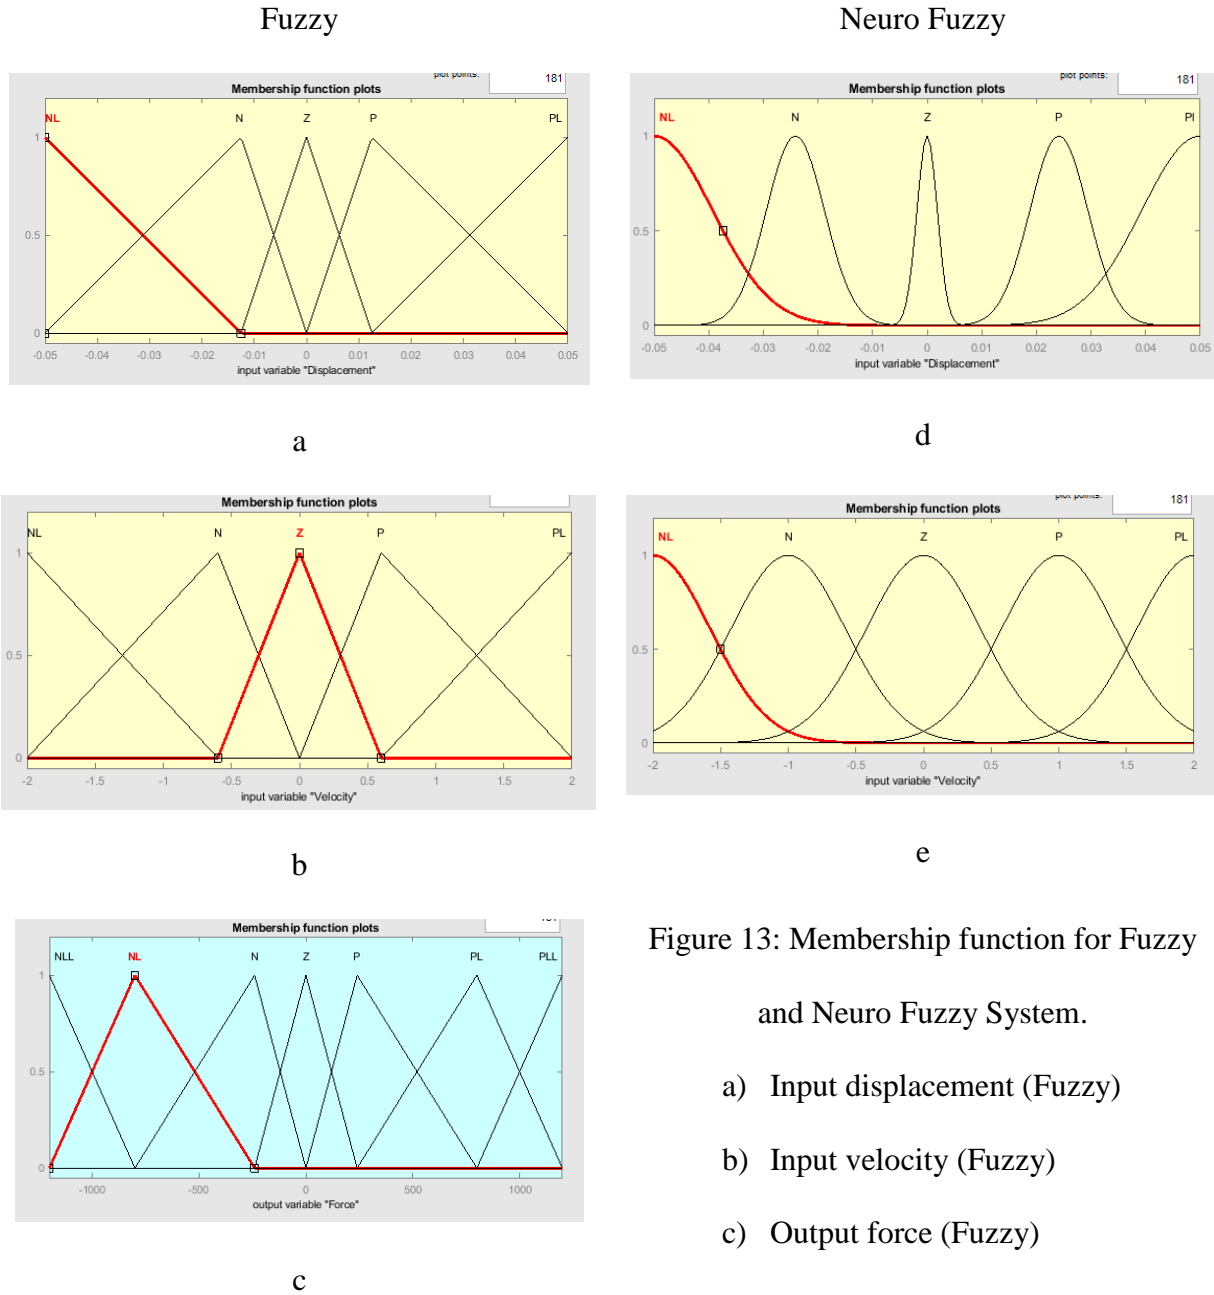 Fuzzy
Neuro Fuzzy
plot points: 181
Membership function plots
NL N Z P PL
1
0.5
0
-0.05 -0.04 -0.03 -0.02 -0.01 0 0.01 0.02 0.03 0.04 0.05
input variable "Displacement"
a
plot points: 181
Membership function plots
NL N Z P Pl
1
0.5
0
-0.05 -0.04 -0.03 -0.02 -0.01 0 0.01 0.02 0.03 0.04 0.05
input variable "Displacement"
d
Membership function plots
NL N Z P PL
1
0.5
0
-2 -1.5 -1 -0.5 0 0.5 1 1.5 2
input variable "Velocity"
b
plot points: 181
Membership function plots
NL N Z P PL
1
0.5
0
-2 -1.5 -1 -0.5 0 0.5 1 1.5 2
input variable "Velocity"
e
181
Membership function plots
NLL NL N Z P PL PLL
1
0.5
0
-1000 -500 0 500 1000
output variable "Force"
c
Figure 13: Membership function for Fuzzy
and Neuro Fuzzy System.
a) Input displacement (Fuzzy)
b) Input velocity (Fuzzy)
c) Output force (Fuzzy)